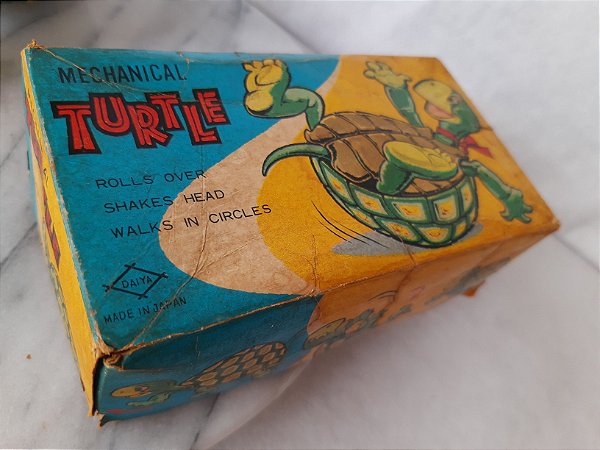 MECHANICAL
TURTLE
ROLLS OVER
SHAKES HEAD
WALKS IN CIRCLES
DAIYA
MADE IN JAPAN